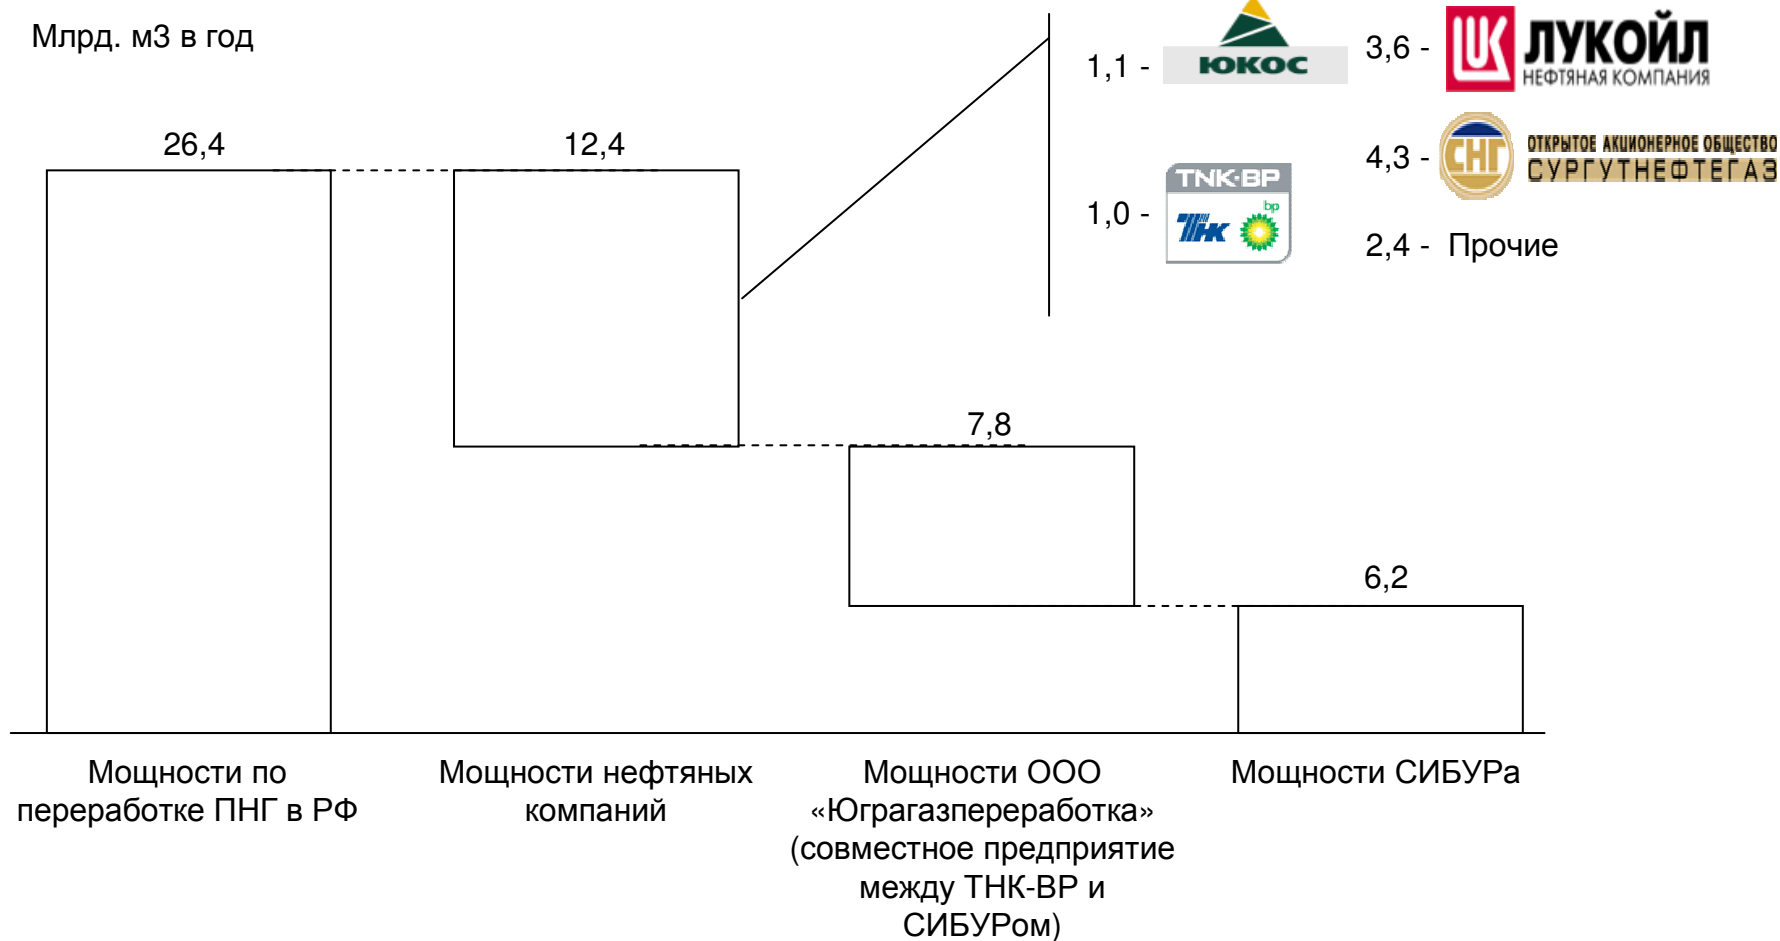 Млрд. м3 в год
1,1 -
ЮКОС
3,6 -
ЛУКОЙЛ
НЕФТЯНАЯ КОМПАНИЯ
26,4
12,4
4,3 -
СНГ
ОТКРЫТОЕ АКЦИОНЕРНОЕ ОБЩЕСТВО
СУРГУТНЕФТЕГАЗ
1,0 -
TNK-BP
ТНК
bp
2,4 - Прочие
7,8
6,2
Мощности по
переработке ПНГ в РФ
Мощности нефтяных
компаний
Мощности ООО
«Юграгазпереработка»
(совместное предприятие
между ТНК-ВР и
СИБУРом)
Мощности СИБУРа